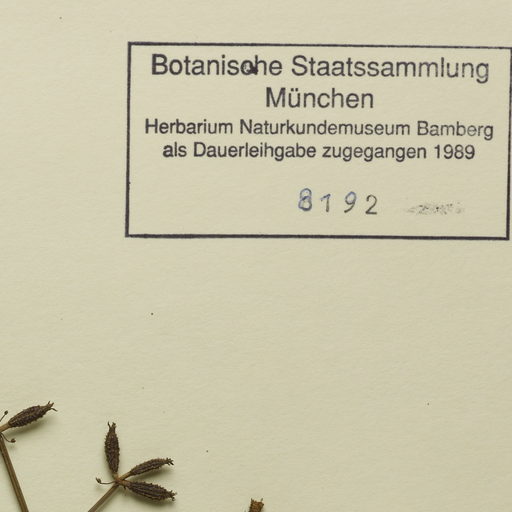 Botanische Staatssammlung
München
Herbarium Naturkundemuseum Bamberg
als Dauerleihgabe zugegangen 1989
8192